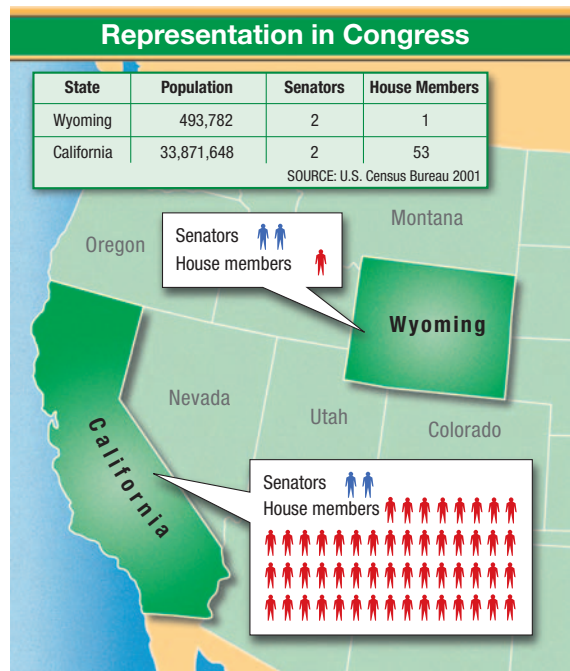 Representation in Congress
State Population Senators House Members
Wyoming 493,782 2 1
California 33,871,648 2 53
SOURCE: U.S. Census Bureau 2001
Montana
Oregon
Senators
House members
Wyoming
Nevada
Utah
Colorado
California
Senators
House members